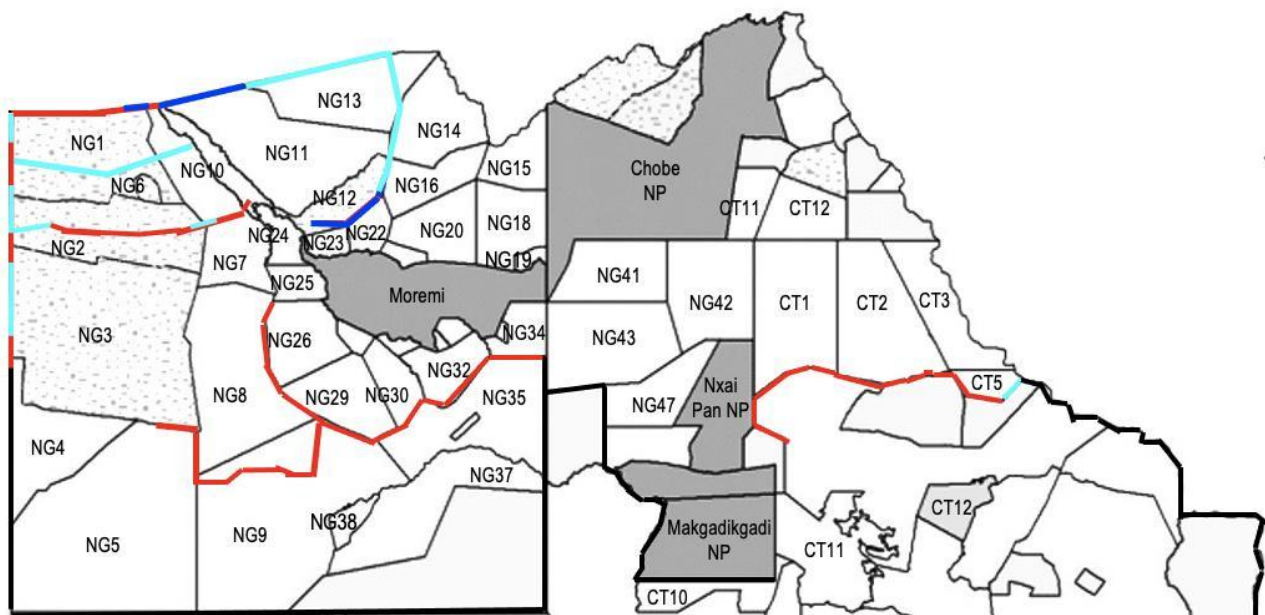 NG13
NG1
NG14
NG11
NG10
NG15
Chobe
NP
NG6
NG16
NG12
CT11
CT12
NG18
NG20
NG22
NG24
NG23
NG2
NG7
NG19
NG41
NG25
Moremi
NG42
CT1
CT2
CT3
NG3
NG26
NG34
NG43
NG32
CT5
Nxai
Pan NP
NG8
NG29
NG30
NG35
NG47
NG4
NG37
CT12
NG38
Makgadikgadi
NP
NG5
NG9
CT11
CT10